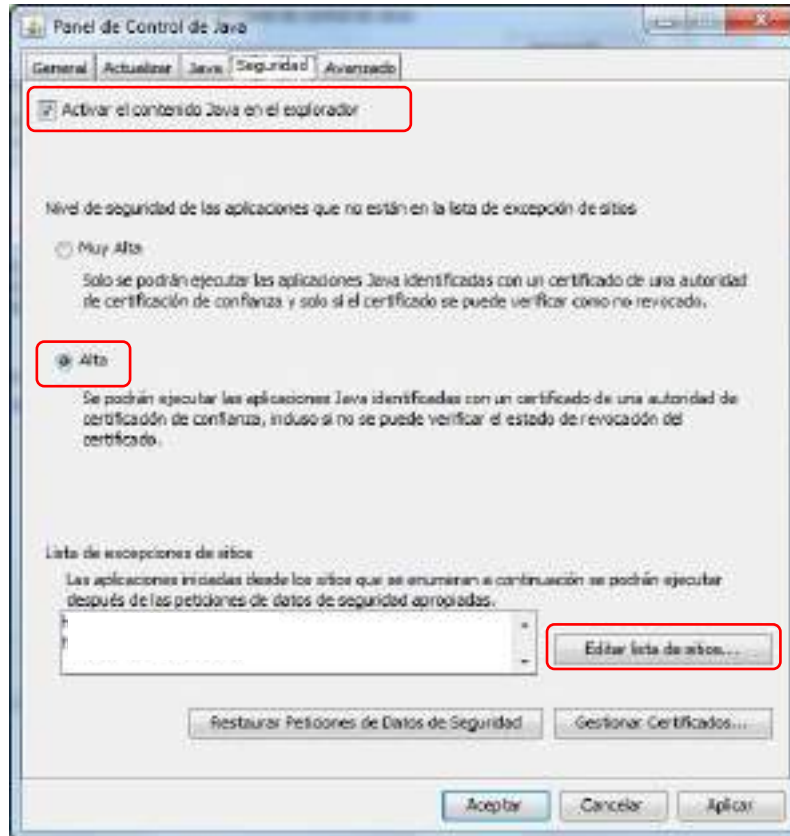 Panel de Control de Java
General Actualizar Java Seguridad Avanzado
Activar el contenido Java en el explorador
Nivel de seguridad de las aplicaciones que no están en la lista de excepción de sitios
Muy Alta
Solo se podrán ejecutar las aplicaciones Java identificadas con un certificado de una autoridad
de certificación de confianza y solo si el certificado se puede verificar como no revocado.
Alta
Se podrán ejecutar las aplicaciones Java identificadas con un certificado de una autoridad de
certificación de confianza, incluso si no se puede verificar el estado de revocación del
certificado.
Lista de excepciones de sitios
Las aplicaciones iniciadas desde los sitios que se enumeran a continuación se podrán ejecutar
después de las peticiones de datos de seguridad apropiadas.
Editar lista de sitios...
Restaurar Peticiones de Datos de Seguridad Gestionar Certificados...
Aceptar Cancelar Aplicar